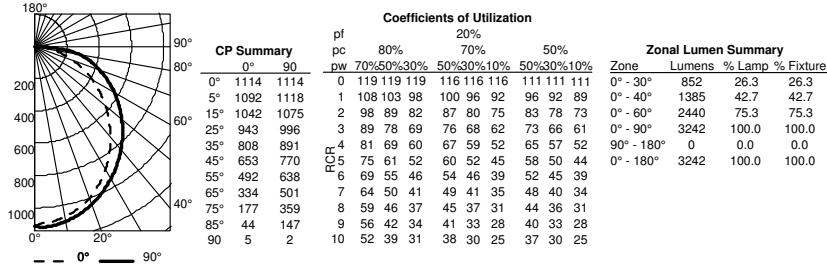 180°
90°
80°
60°
40°
200
400
600
800
1000
0° 20°
0° 90°
CP Summary
0° 90
0° 1114 1114
5° 1092 1118
15° 1042 1075
25° 943 996
35° 808 891
45° 653 770
55° 492 638
65° 334 501
75° 177 359
85° 44 147
90 5 2
Coefficients of Utilization
pf 20%
pc 80% 70% 50%
pw 70%50%30% 50%30%10% 50%30%10%
RCR
0 119 119 119 116 116 116 111 111 111
1 108 103 98 100 96 92 96 92 89
2 98 89 82 87 80 75 83 78 73
3 89 78 69 76 68 62 73 66 61
4 81 69 60 67 59 52 65 57 52
5 75 61 52 60 52 45 58 50 44
6 69 55 46 54 46 39 52 45 39
7 64 50 41 49 41 35 48 40 34
8 59 46 37 45 37 31 44 36 31
9 56 42 34 41 33 28 40 33 28
10 52 39 31 38 30 25 37 30 25
Zonal Lumen Summary
Zone Lumens % Lamp % Fixture
0° - 30° 852 26.3 26.3
0° - 40° 1385 42.7 42.7
0° - 60° 2440 75.3 75.3
0° - 90° 3242 100.0 100.0
90° - 180° 0 0.0 0.0
0° - 180° 3242 100.0 100.0